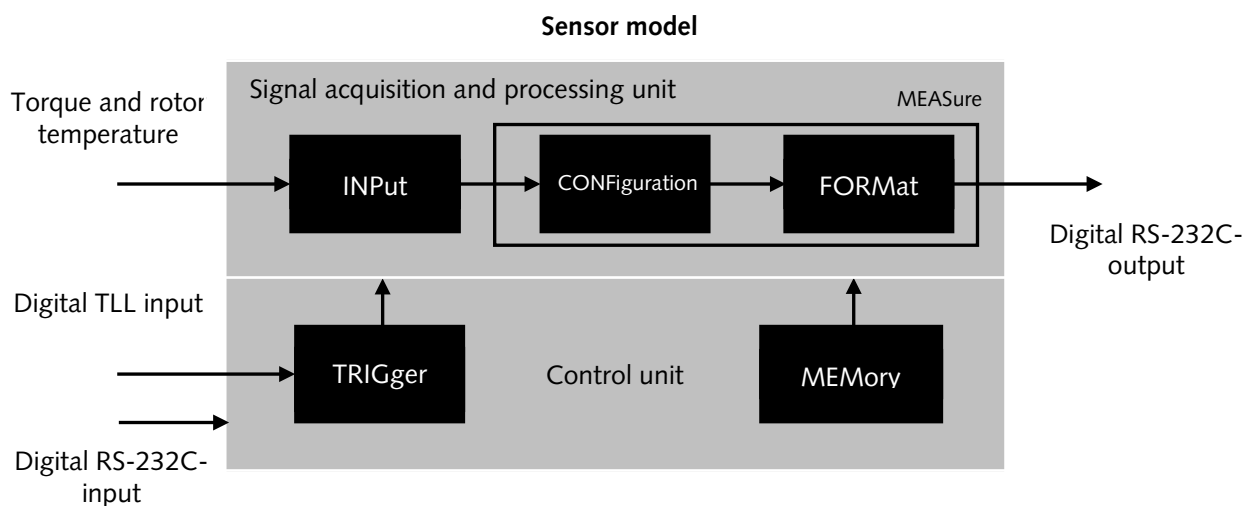 Sensor model
Signal acquisition and processing unit
MEASure
Torque and rotor
temperature
INPut
CONFiguration
FORMat
Digital RS-232C-
output
Digital TLL input
TRIGger
Control unit
MEMory
Digital RS-232C-
input